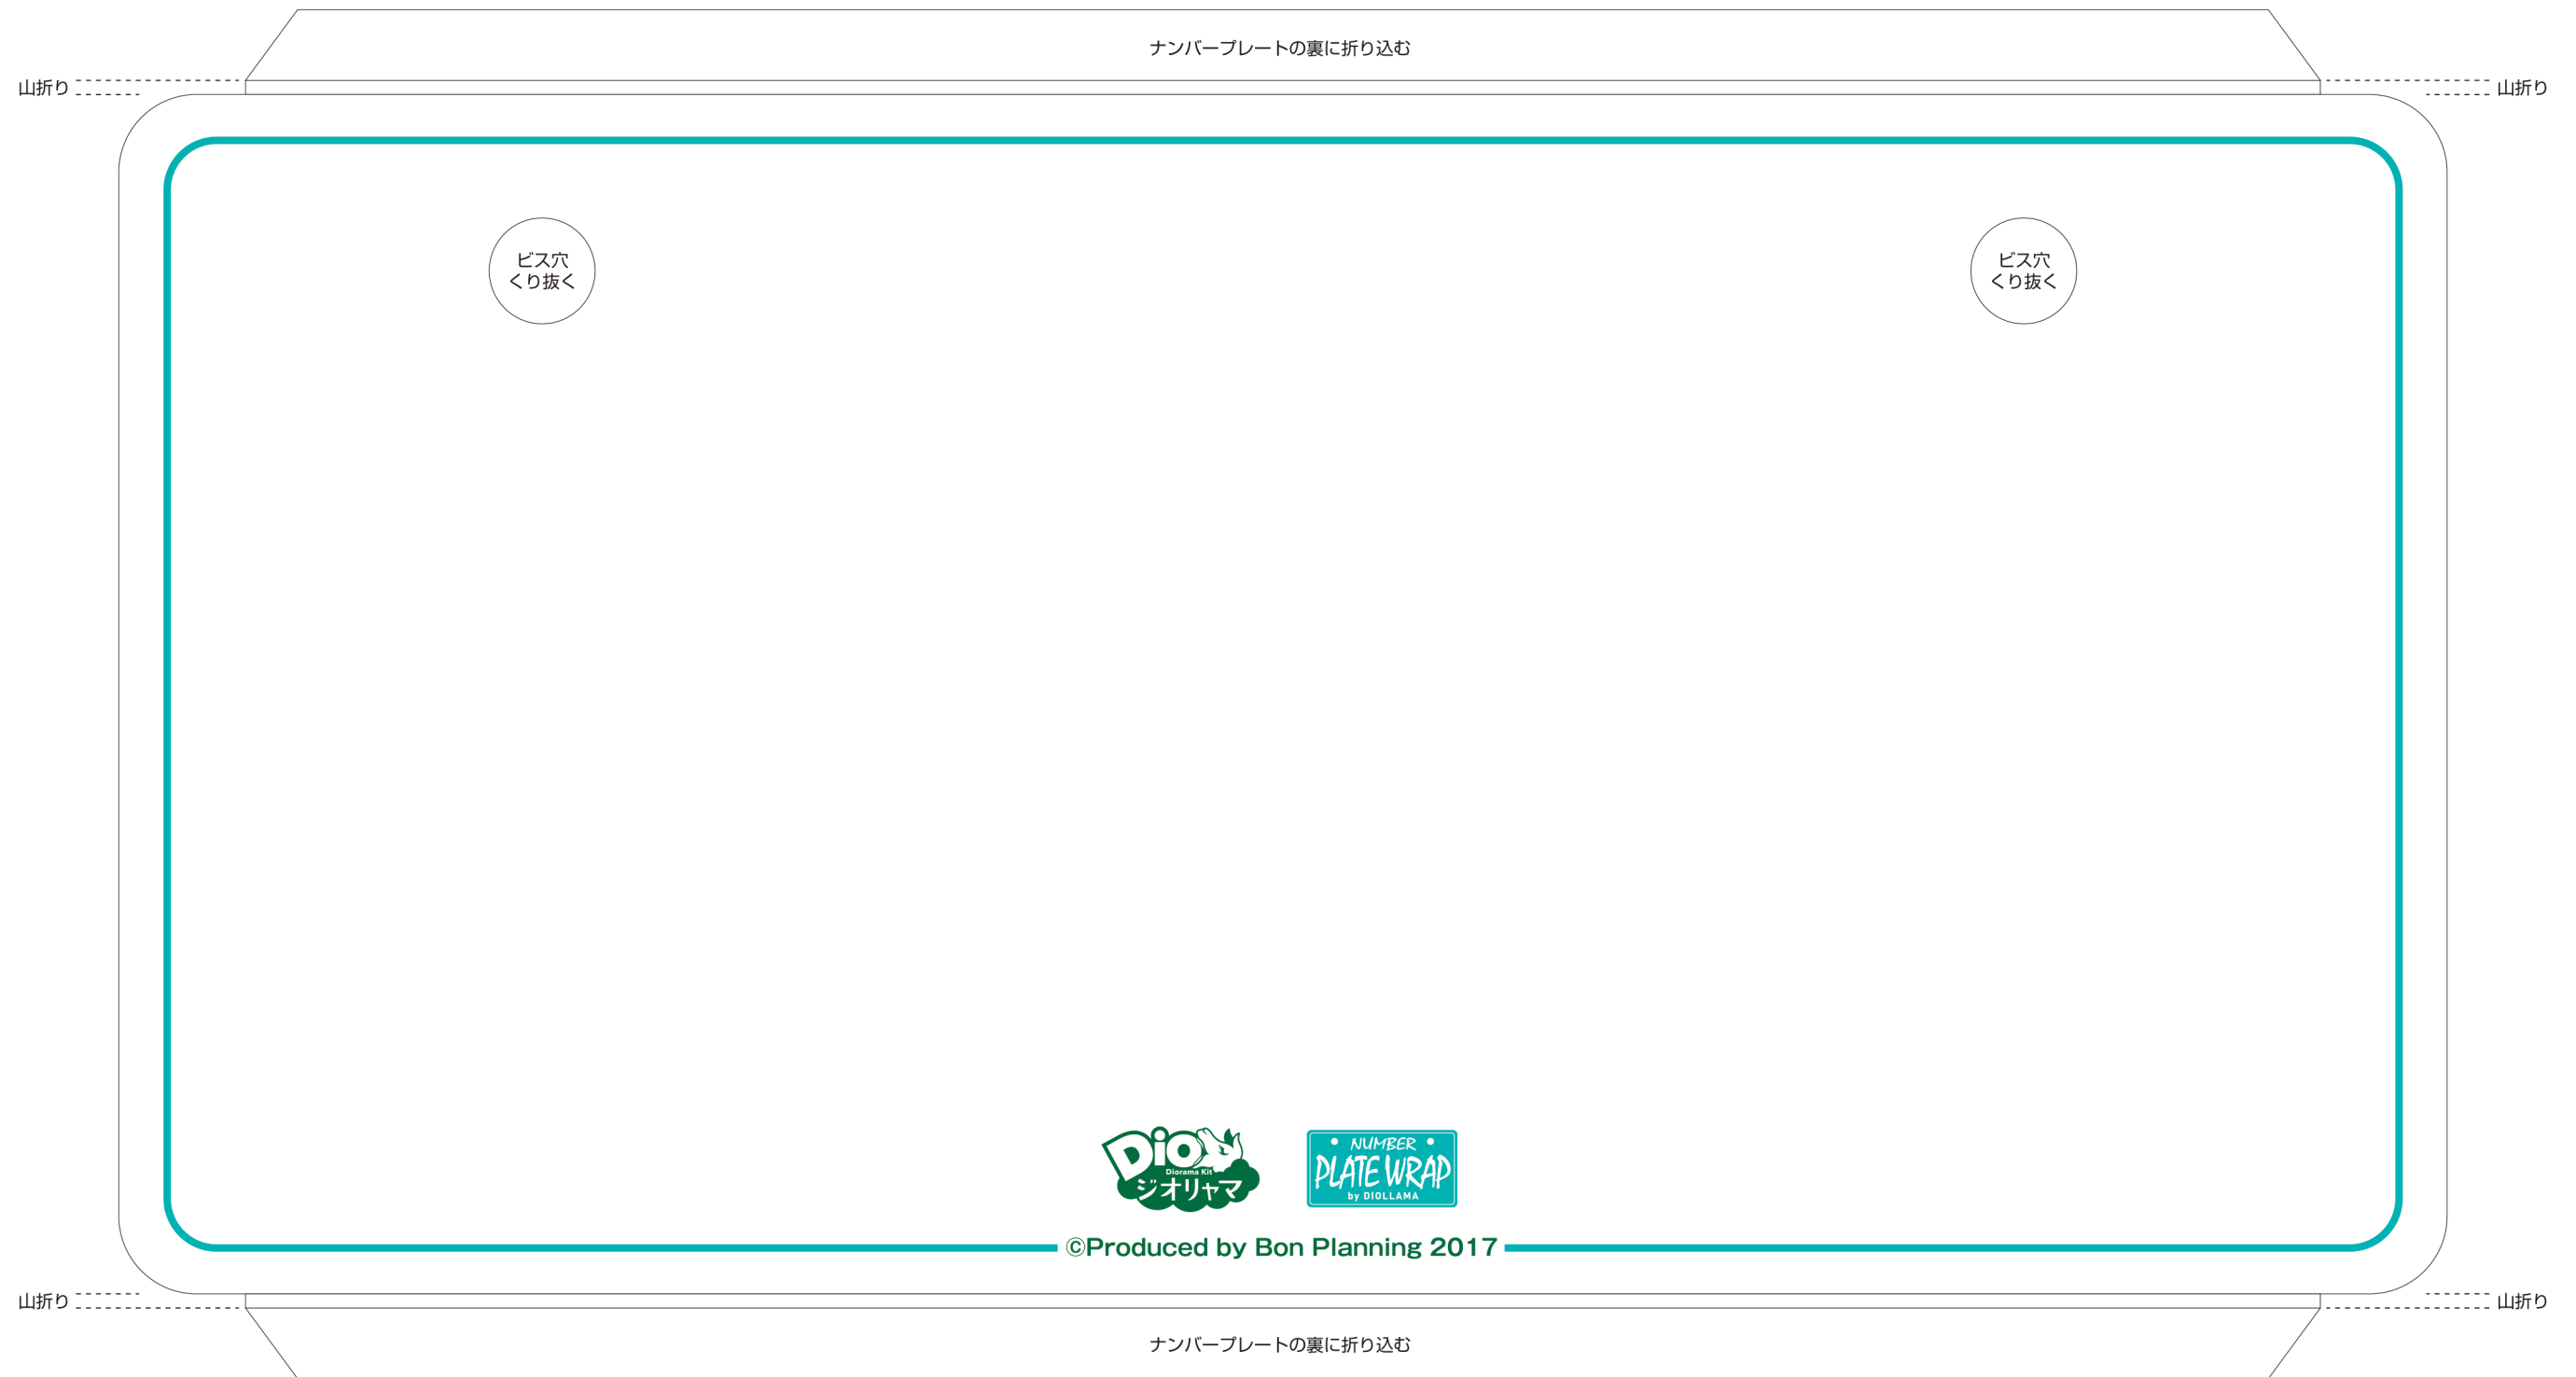 ナンバープレートの裏に折り込む
山折り
山折り
ビス穴
くり抜く
ビス穴
くり抜く
Dio
Diorama Kit
ジオリャマ
NUMBER
PLATE WRAP
by DIOLLAMA
©Produced by Bon Planning 2017
山折り
山折り
ナンバープレートの裏に折り込む